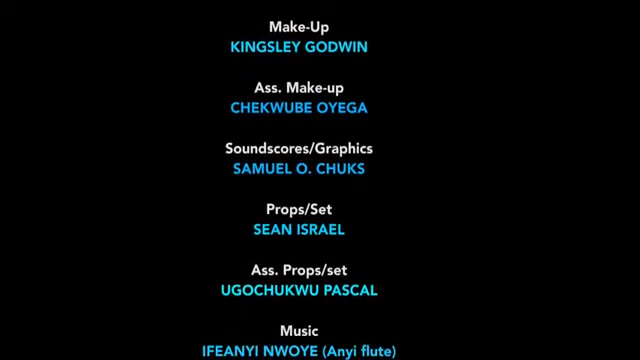 Make-Up
KINGSLEY GODWIN
Ass. Make-up
CHEKWUBE OYEGA
Soundscores/Graphics
SAMUEL O. CHUKS
Props/Set
SEAN ISRAEL
Ass. Props/set
UGOCHUKWU PASCAL
Music
IFEANYI NWOYE (Anyi flute)